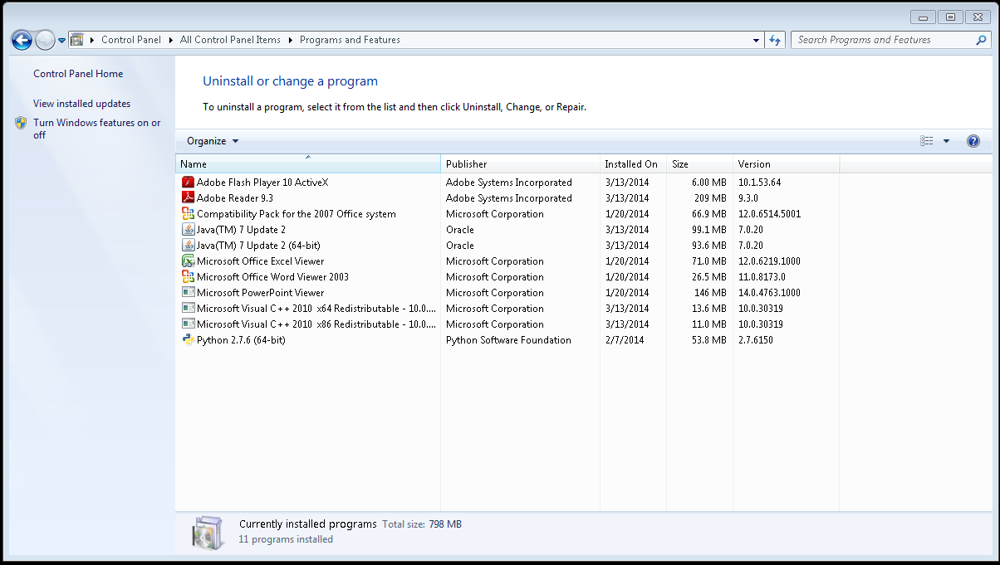 Control Panel ▸ All Control Panel Items ▸ Programs and Features
Search Programs and Features
Control Panel Home
View installed updates
Turn Windows features on or
off
Uninstall or change a program
To uninstall a program, select it from the list and then click Uninstall, Change, or Repair.
Organize
Name Publisher Installed On Size Version
Adobe Flash Player 10 ActiveX Adobe Systems Incorporated 3/13/2014 6.00 MB 10.1.53.64
Adobe Reader 9.3 Adobe Systems Incorporated 3/13/2014 209 MB 9.3.0
Compatibility Pack for the 2007 Office system Microsoft Corporation 1/20/2014 66.9 MB 12.0.6514.5001
Java(TM) 7 Update 2 Oracle 3/13/2014 99.1 MB 7.0.20
Java(TM) 7 Update 2 (64-bit) Oracle 3/13/2014 93.6 MB 7.0.20
Microsoft Office Excel Viewer Microsoft Corporation 1/20/2014 71.0 MB 12.0.6219.1000
Microsoft Office Word Viewer 2003 Microsoft Corporation 1/20/2014 26.5 MB 11.0.8173.0
Microsoft PowerPoint Viewer Microsoft Corporation 1/20/2014 146 MB 14.0.4763.1000
Microsoft Visual C++ 2010 x64 Redistributable - 10.0.... Microsoft Corporation 3/13/2014 13.6 MB 10.0.30319
Microsoft Visual C++ 2010 x86 Redistributable - 10.0.... Microsoft Corporation 3/13/2014 11.0 MB 10.0.30319
Python 2.7.6 (64-bit) Python Software Foundation 2/7/2014 53.8 MB 2.7.6150
Currently installed programs Total size: 798 MB
11 programs installed